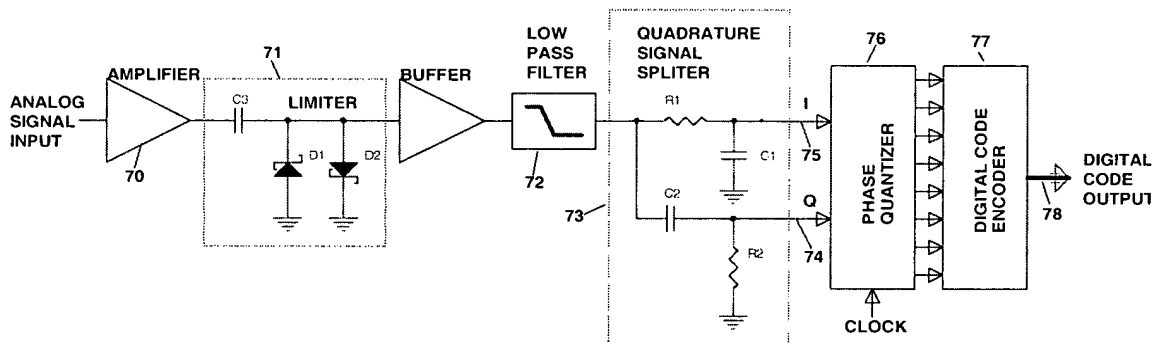 ANALOG
SIGNAL
INPUT
AMPLIFIER
70
71
C3
LIMITER
D1
D2
BUFFER
LOW
PASS
FILTER
72
QUADRATURE
SIGNAL
SPLITER
73
R1
C1
C2
R2
I
75
Q
74
76
PHASE
QUANTIZER
CLOCK
77
DIGITAL CODE
ENCODER
78
DIGITAL
CODE
OUTPUT